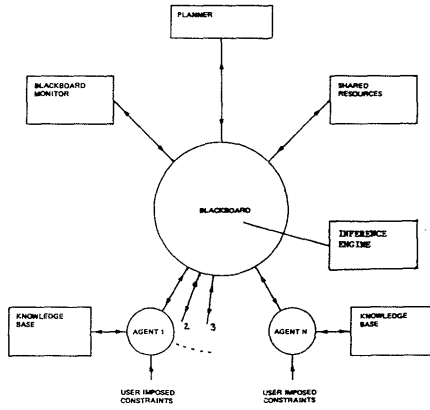 PLANNER
BLACKBOARD
MONITOR
SHARED
RESOURCES
BLACKBOARD
INFERENCE
ENGINE
KNOWLEDGE
BASE
AGENT 1
2
3
AGENT N
KNOWLEDGE
BASE
USER IMPOSED
CONSTRAINTS
USER IMPOSED
CONSTRAINTS